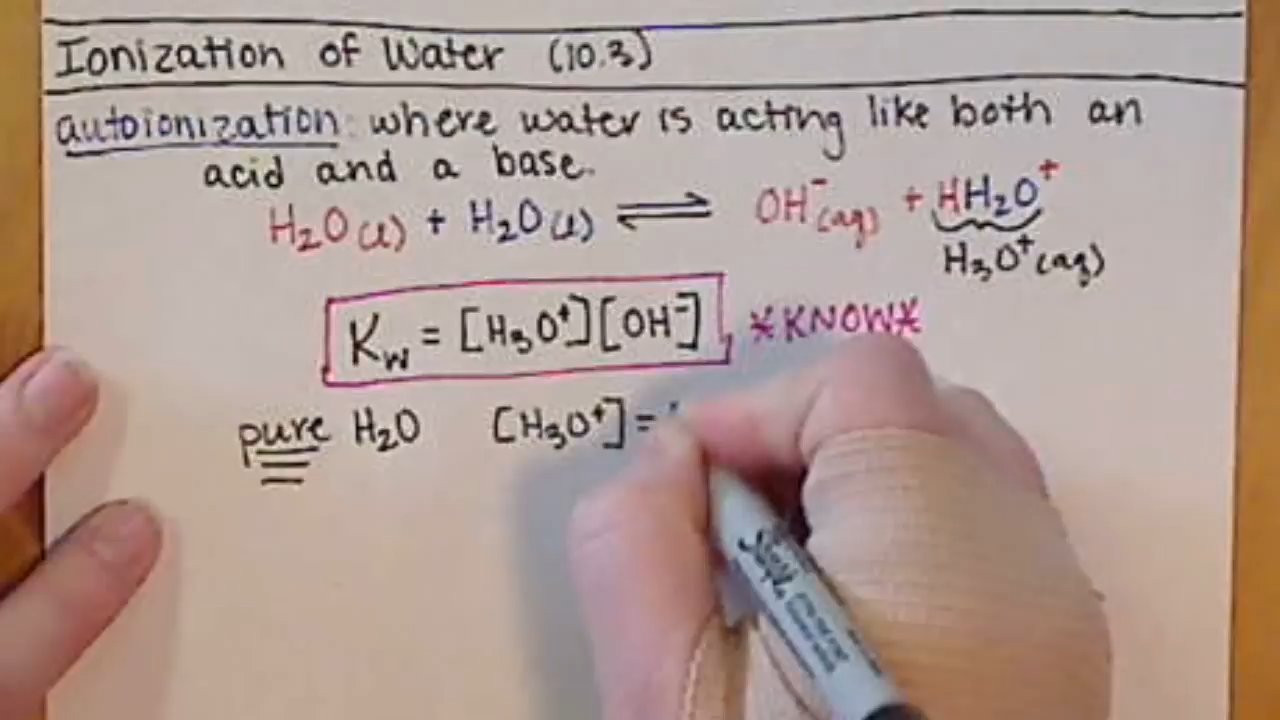 Ionization of Water (10.3)
autoionization: where water is acting like both an
acid and a base.
H₂O(l) + H₂O(l) ⇌ OH⁻(aq) + HH₂O⁺
H₃O⁺(aq)
Kw = [H₃O⁺][OH⁻] *KNOW*
pure H₂O [H₃O⁺] =
Sharpie